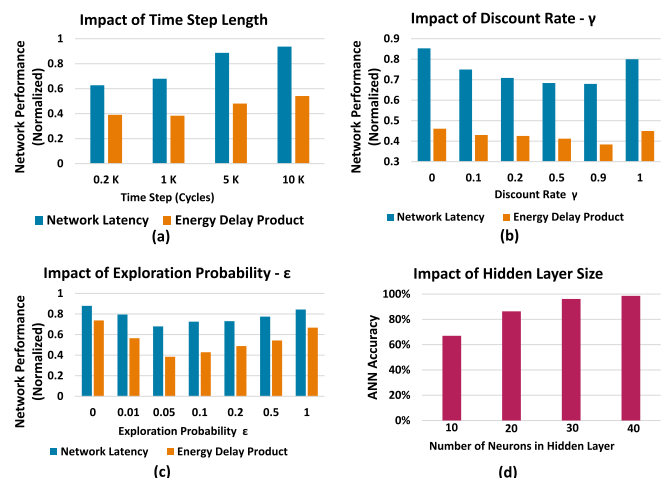 Impact of Time Step Length
Network Performance
(Normalized)
1
0.8
0.6
0.4
0.2
0
0.2 K 1 K 5 K 10 K
Time Step (Cycles)
Network Latency Energy Delay Product
(a)
Impact of Discount Rate - γ
Network Performance
(Normalized)
0.9
0.8
0.7
0.6
0.5
0.4
0.3
0 0.1 0.2 0.5 0.9 1
Discount Rate γ
Network Latency Energy Delay Product
(b)
Impact of Exploration Probability - ε
Network Performance
(Normalized)
1
0.8
0.6
0.4
0.2
0
0 0.01 0.05 0.1 0.2 0.5 1
Exploration Probability ε
Network Latency Energy Delay Product
(c)
Impact of Hidden Layer Size
ANN Accuracy
100%
80%
60%
40%
20%
0%
10 20 30 40
Number of Neurons in Hidden Layer
(d)